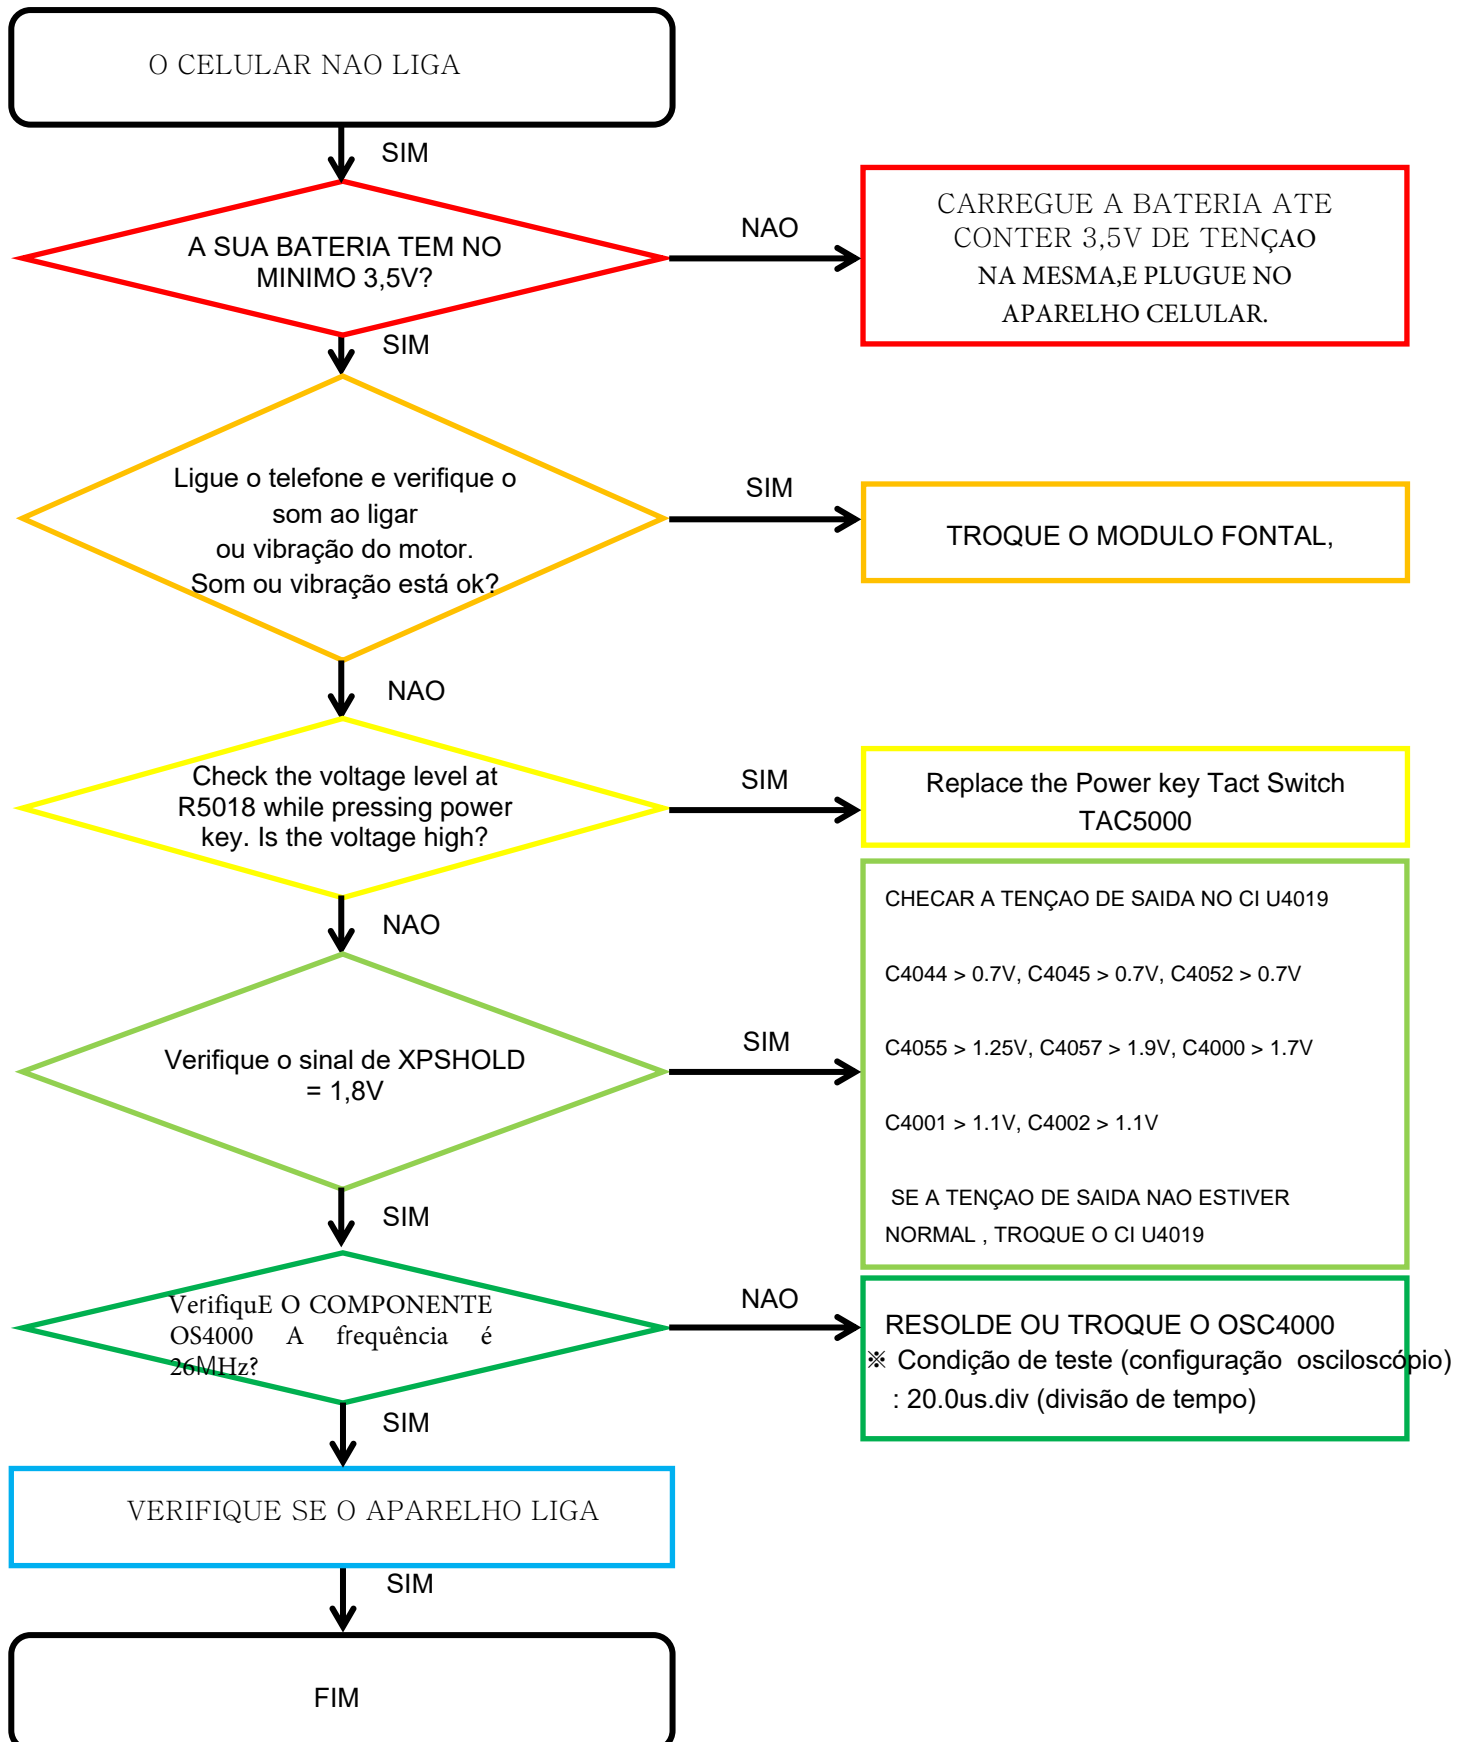 O CELULAR NAO LIGA
SIM
A SUA BATERIA TEM NO
MINIMO 3,5V?
NAO
CARREGUE A BATERIA ATE
CONTER 3,5V DE TENÇAO
NA MESMA,E PLUGUE NO
APARELHO CELULAR.
SIM
Ligue o telefone e verifique o
som ao ligar
ou vibração do motor.
Som ou vibração está ok?
SIM
TROQUE O MODULO FONTAL,
NAO
Check the voltage level at
R5018 while pressing power
key. Is the voltage high?
SIM
Replace the Power key Tact Switch
TAC5000
NAO
Verifique o sinal de XPSHOLD
= 1,8V
SIM
CHECAR A TENÇAO DE SAIDA NO CI U4019
C4044 > 0.7V, C4045 > 0.7V, C4052 > 0.7V
C4055 > 1.25V, C4057 > 1.9V, C4000 > 1.7V
C4001 > 1.1V, C4002 > 1.1V
SE A TENÇAO DE SAIDA NAO ESTIVER
NORMAL , TROQUE O CI U4019
SIM
VerifiquE O COMPONENTE
OS4000 A frequência é
26MHz?
NAO
RESOLDE OU TROQUE O OSC4000
※ Condição de teste (configuração osciloscópio)
: 20.0us.div (divisão de tempo)
SIM
VERIFIQUE SE O APARELHO LIGA
SIM
FIM